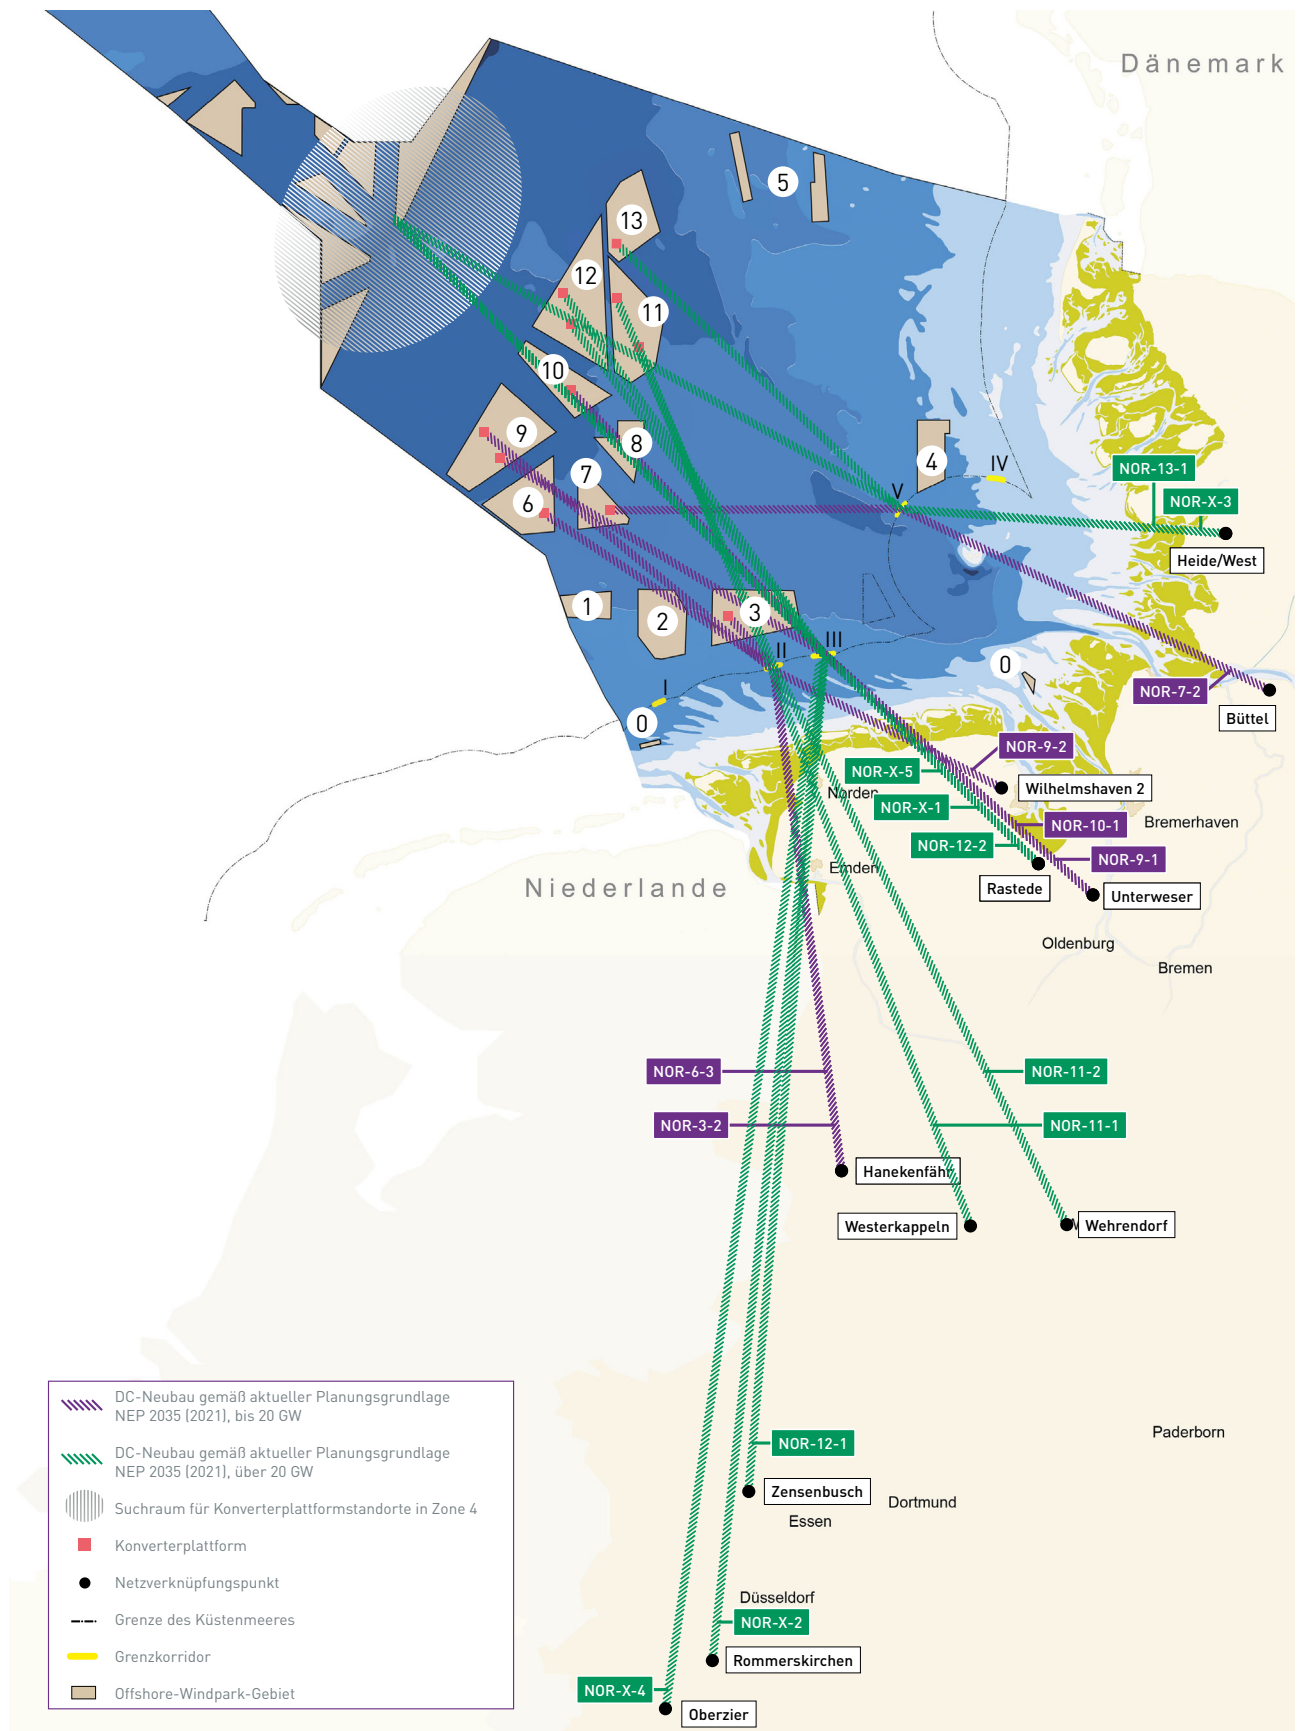 Dänemark
5
13
12
11
10
9
8
4
IV
7
6
V
NOR-13-1
NOR-X-3
Heide/West
1
2
3
II
III
0
I
0
NOR-7-2
Büttel
NOR-9-2
NOR-X-5
Norden
Wilhelmshaven 2
NOR-X-1
NOR-10-1
Bremerhaven
NOR-12-2
NOR-9-1
Emden
Niederlande
Rastede
Unterweser
Oldenburg
Bremen
NOR-6-3
NOR-11-2
NOR-3-2
NOR-11-1
Hanekenfähr
Westerkappeln
Wehrendorf
DC-Neubau gemäß aktueller Planungsgrundlage
NEP 2035 (2021), bis 20 GW
DC-Neubau gemäß aktueller Planungsgrundlage
NEP 2035 (2021), über 20 GW
Suchraum für Konverterplattformstandorte in Zone 4
Konverterplattform
Netzverknüpfungspunkt
Grenze des Küstenmeeres
Grenzkorridor
Offshore-Windpark-Gebiet
Paderborn
NOR-12-1
Zensenbusch
Dortmund
Essen
Düsseldorf
NOR-X-2
Rommerskirchen
NOR-X-4
Oberzier